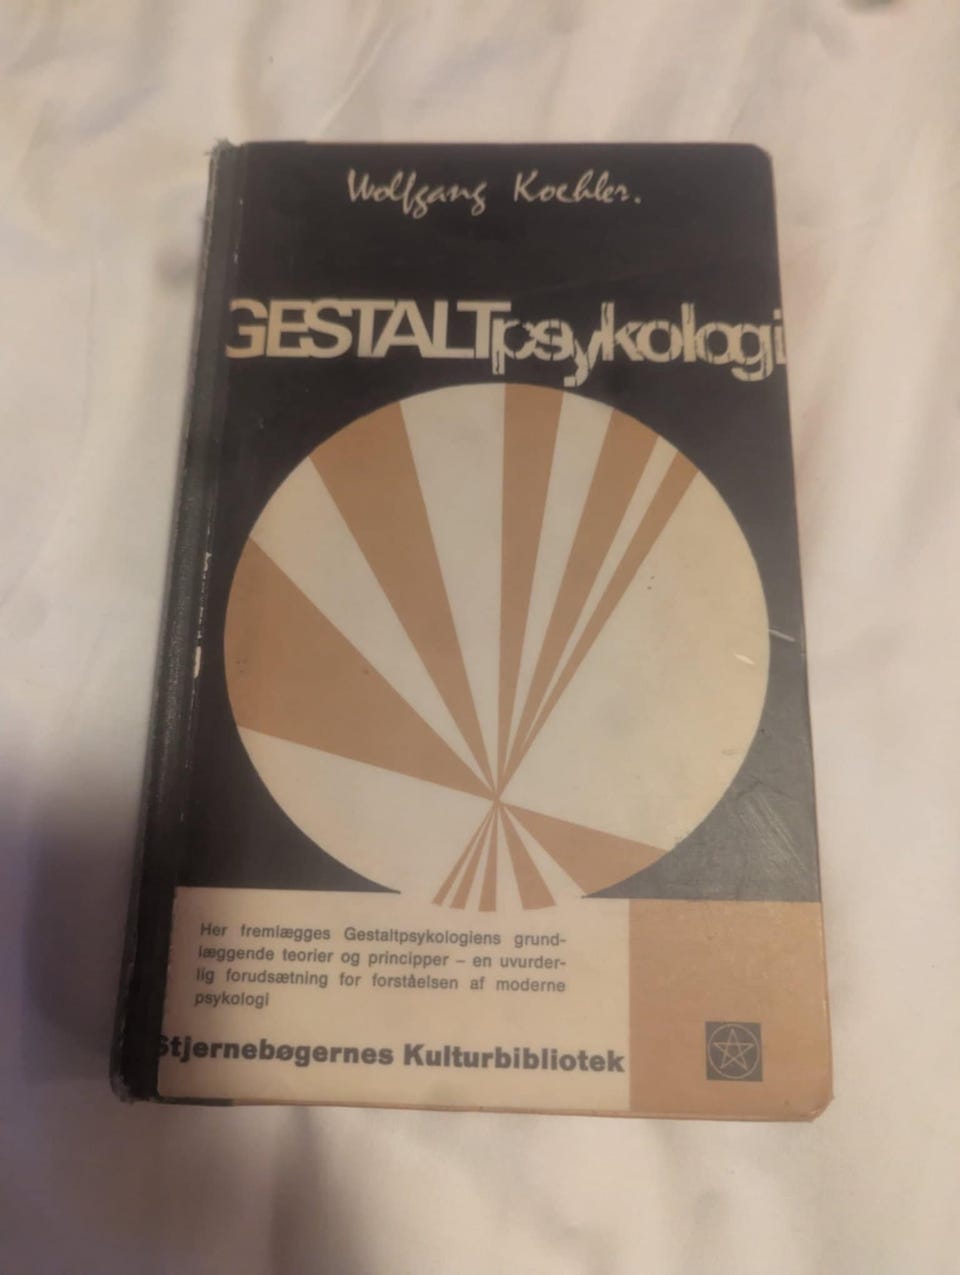 Wolfgang Koehler.
GESTALTpsykologi
Her fremlægges Gestaltpsykologiens grund-
læggende teorier og principper – en uvurder-
lig forudsætning for forståelsen af moderne
psykologi
Stjernebøgernes Kulturbibliotek